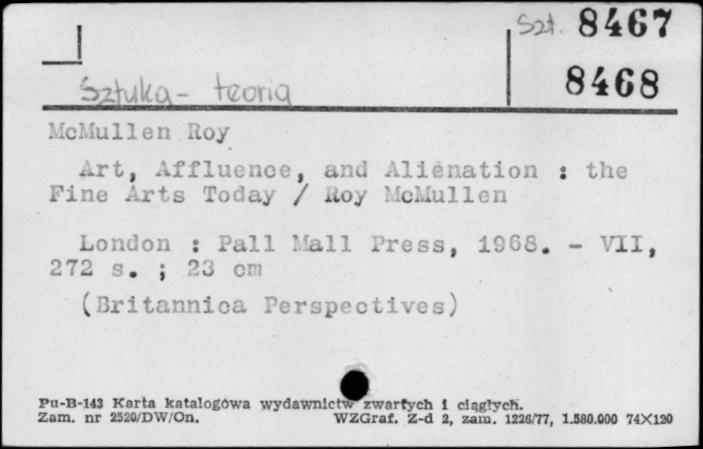 Szt. 8467
8468
Sztuka - teoria
McMullen Roy
Art, Affluence, and Alienation : the
Fine Arts Today / Roy McMullen
London : Pall Mall Press, 1968. - VII,
272 s. ; 23 cm
(Britannica Perspectives)
Pu-B-143 Karta katalogowa wydawnictw zwartych i ciągłych.
Zam. nr 2520/DW/On. WZGraf. Z-d 2, zam. 1226/77, 1.580.000 74X120